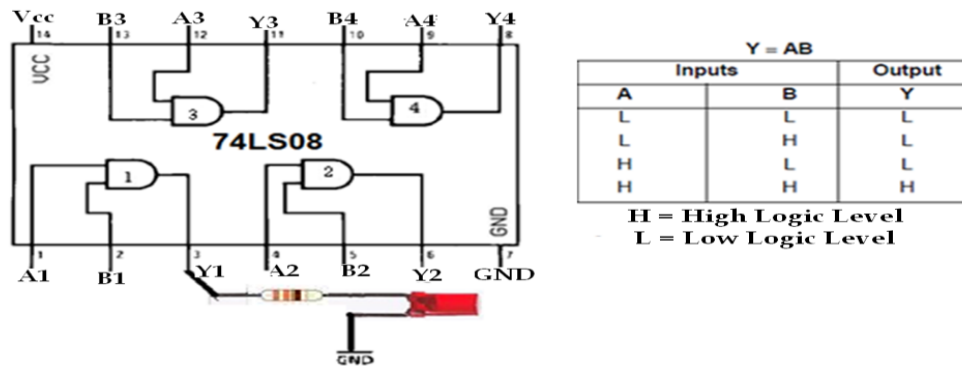 Vcc B3 A3 Y3 B4 A4 Y4
14 13 12 11 10 9 8
VCC
3 4
74LS08
1 2
GND
1 2 3 4 5 6 7
A1 B1 Y1 A2 B2 Y2 GND
GND
Y = AB
Inputs Output
A B Y
L L L
L H L
H L L
H H H
H = High Logic Level
L = Low Logic Level